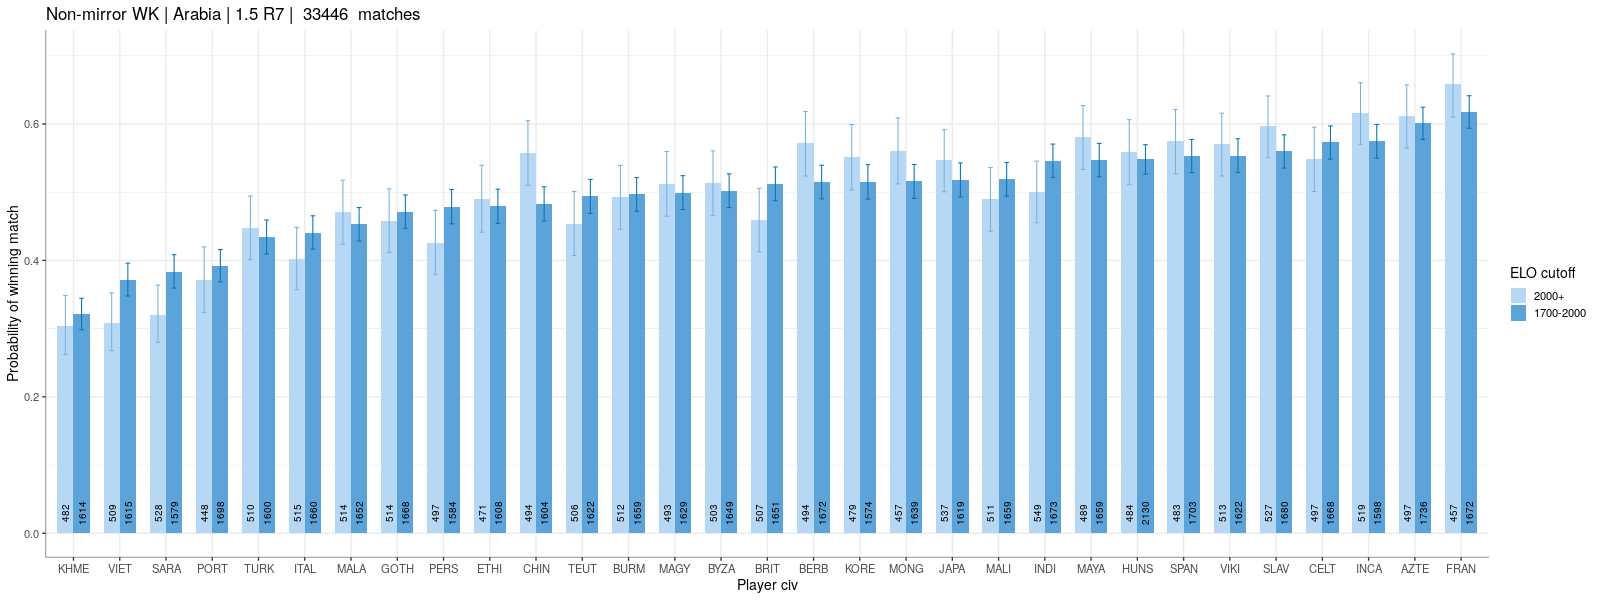 Non-mirror WK | Arabia | 1.5 R7 | 33446 matches
Probability of winning match
0.6
0.4
0.2
0.0
482 1614 509 1615 528 1579 448 1698 510 1600 515 1660 514 1652 514 1668 497 1584 471 1608 494 1604 506 1622 512 1659 493 1629 503 1649 507 1651 494 1672 479 1574 457 1639 537 1619 511 1659 549 1673 489 1659 484 2130 483 1703 513 1622 527 1680 497 1668 519 1598 497 1736 457 1672
KHME VIET SARA PORT TURK ITAL MALA GOTH PERS ETHI CHIN TEUT BURM MAGY BYZA BRIT BERB KORE MONG JAPA MALI INDI MAYA HUNS SPAN VIKI SLAV CELT INCA AZTE FRAN
Player civ
ELO cutoff
2000+
1700-2000